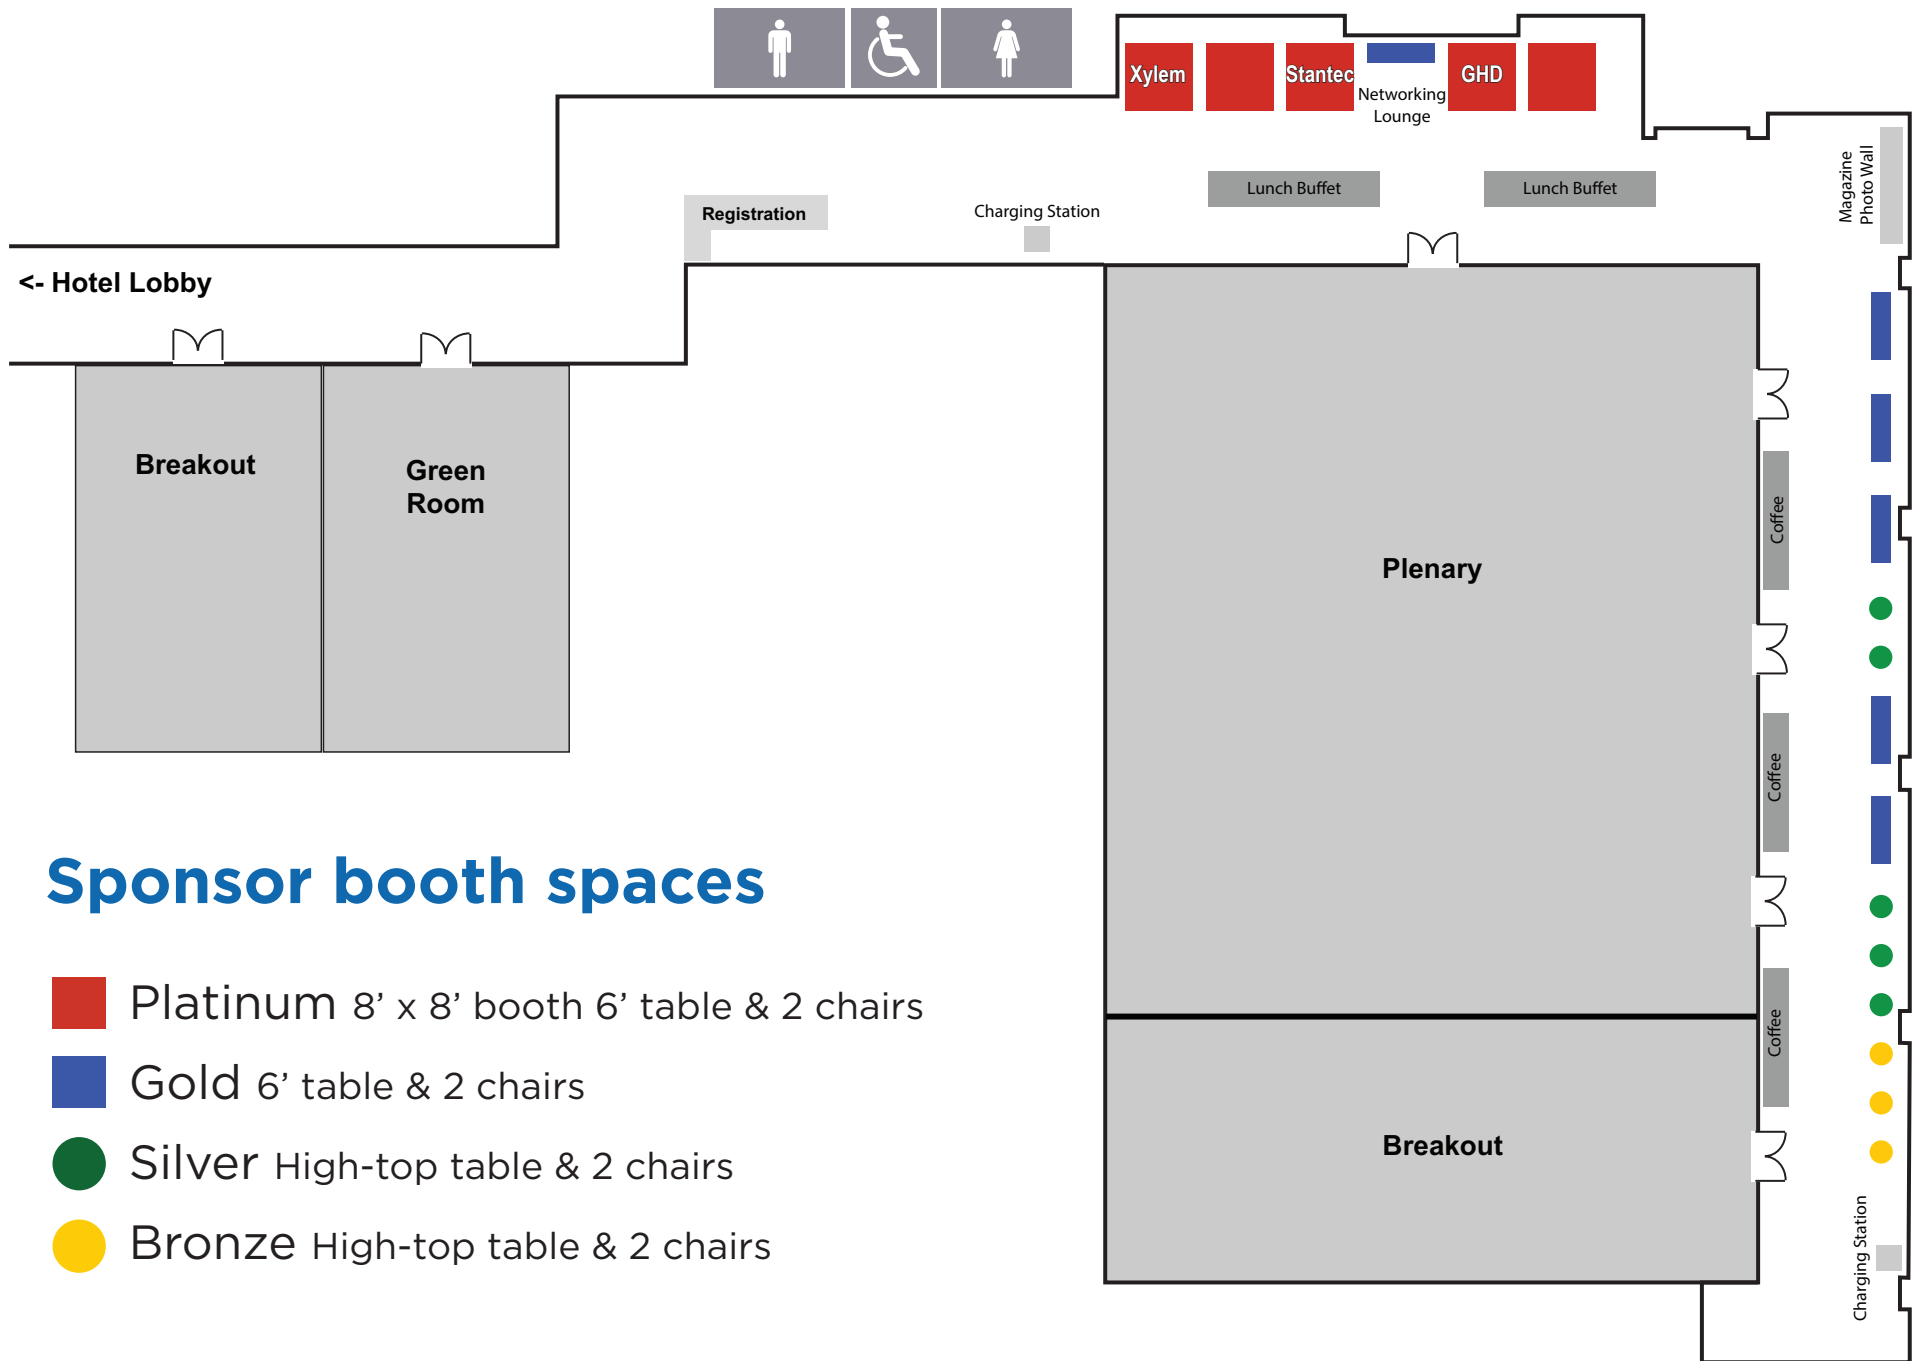 Xylem
Stantec
GHD
Networking
Lounge
Lunch Buffet
Lunch Buffet
Magazine
Photo Wall
Registration
Charging Station
<- Hotel Lobby
Breakout
Green
Room
Plenary
Coffee
Coffee
Coffee
Breakout
Charging Station
Sponsor booth spaces
Platinum 8’ x 8’ booth 6’ table & 2 chairs
Gold 6’ table & 2 chairs
Silver High-top table & 2 chairs
Bronze High-top table & 2 chairs